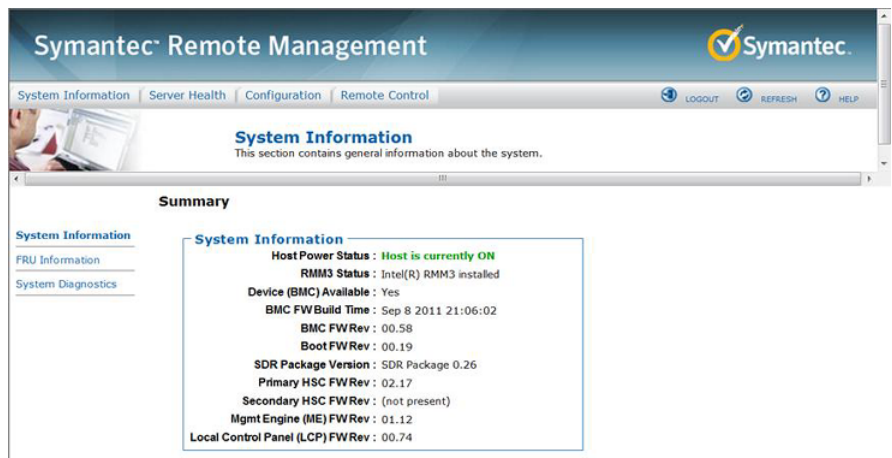 Symantec™ Remote Management
Symantec.
System Information Server Health Configuration Remote Control LOGOUT REFRESH HELP
System Information
This section contains general information about the system.
Summary
System Information
FRU Information
System Diagnostics
System Information
Host Power Status : Host is currently ON
RMM3 Status : Intel(R) RMM3 installed
Device (BMC) Available : Yes
BMC FW Build Time : Sep 8 2011 21:06:02
BMC FW Rev : 00.58
Boot FW Rev : 00.19
SDR Package Version : SDR Package 0.26
Primary HSC FW Rev : 02.17
Secondary HSC FW Rev : (not present)
Mgmt Engine (ME) FW Rev : 01.12
Local Control Panel (LCP) FW Rev : 00.74